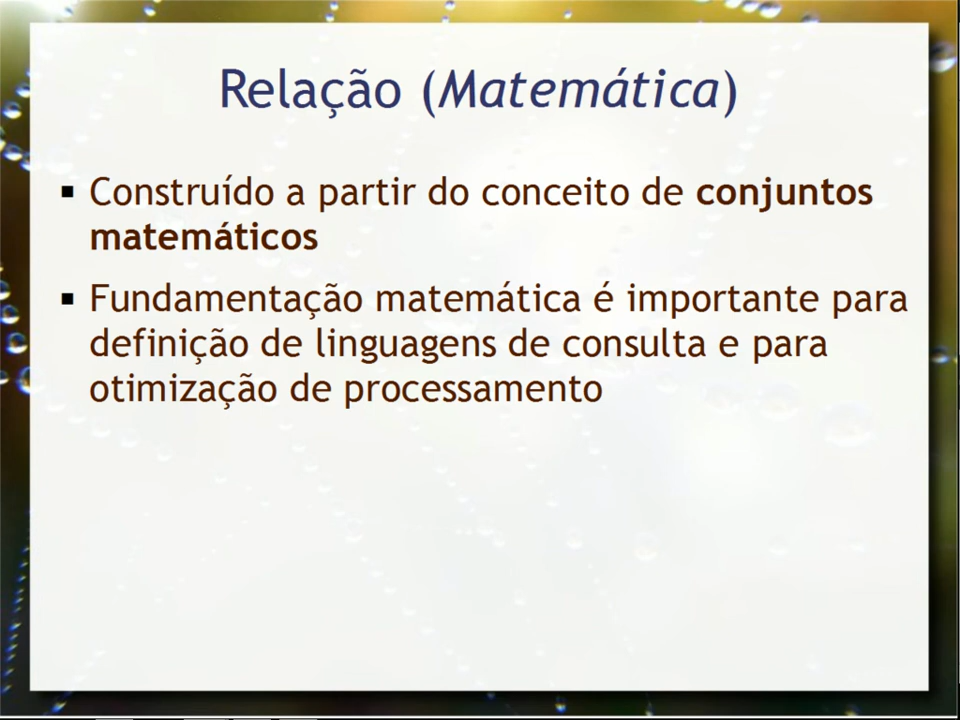 Relação (Matemática)
▪ Construído a partir do conceito de conjuntos
matemáticos
▪ Fundamentação matemática é importante para
definição de linguagens de consulta e para
otimização de processamento